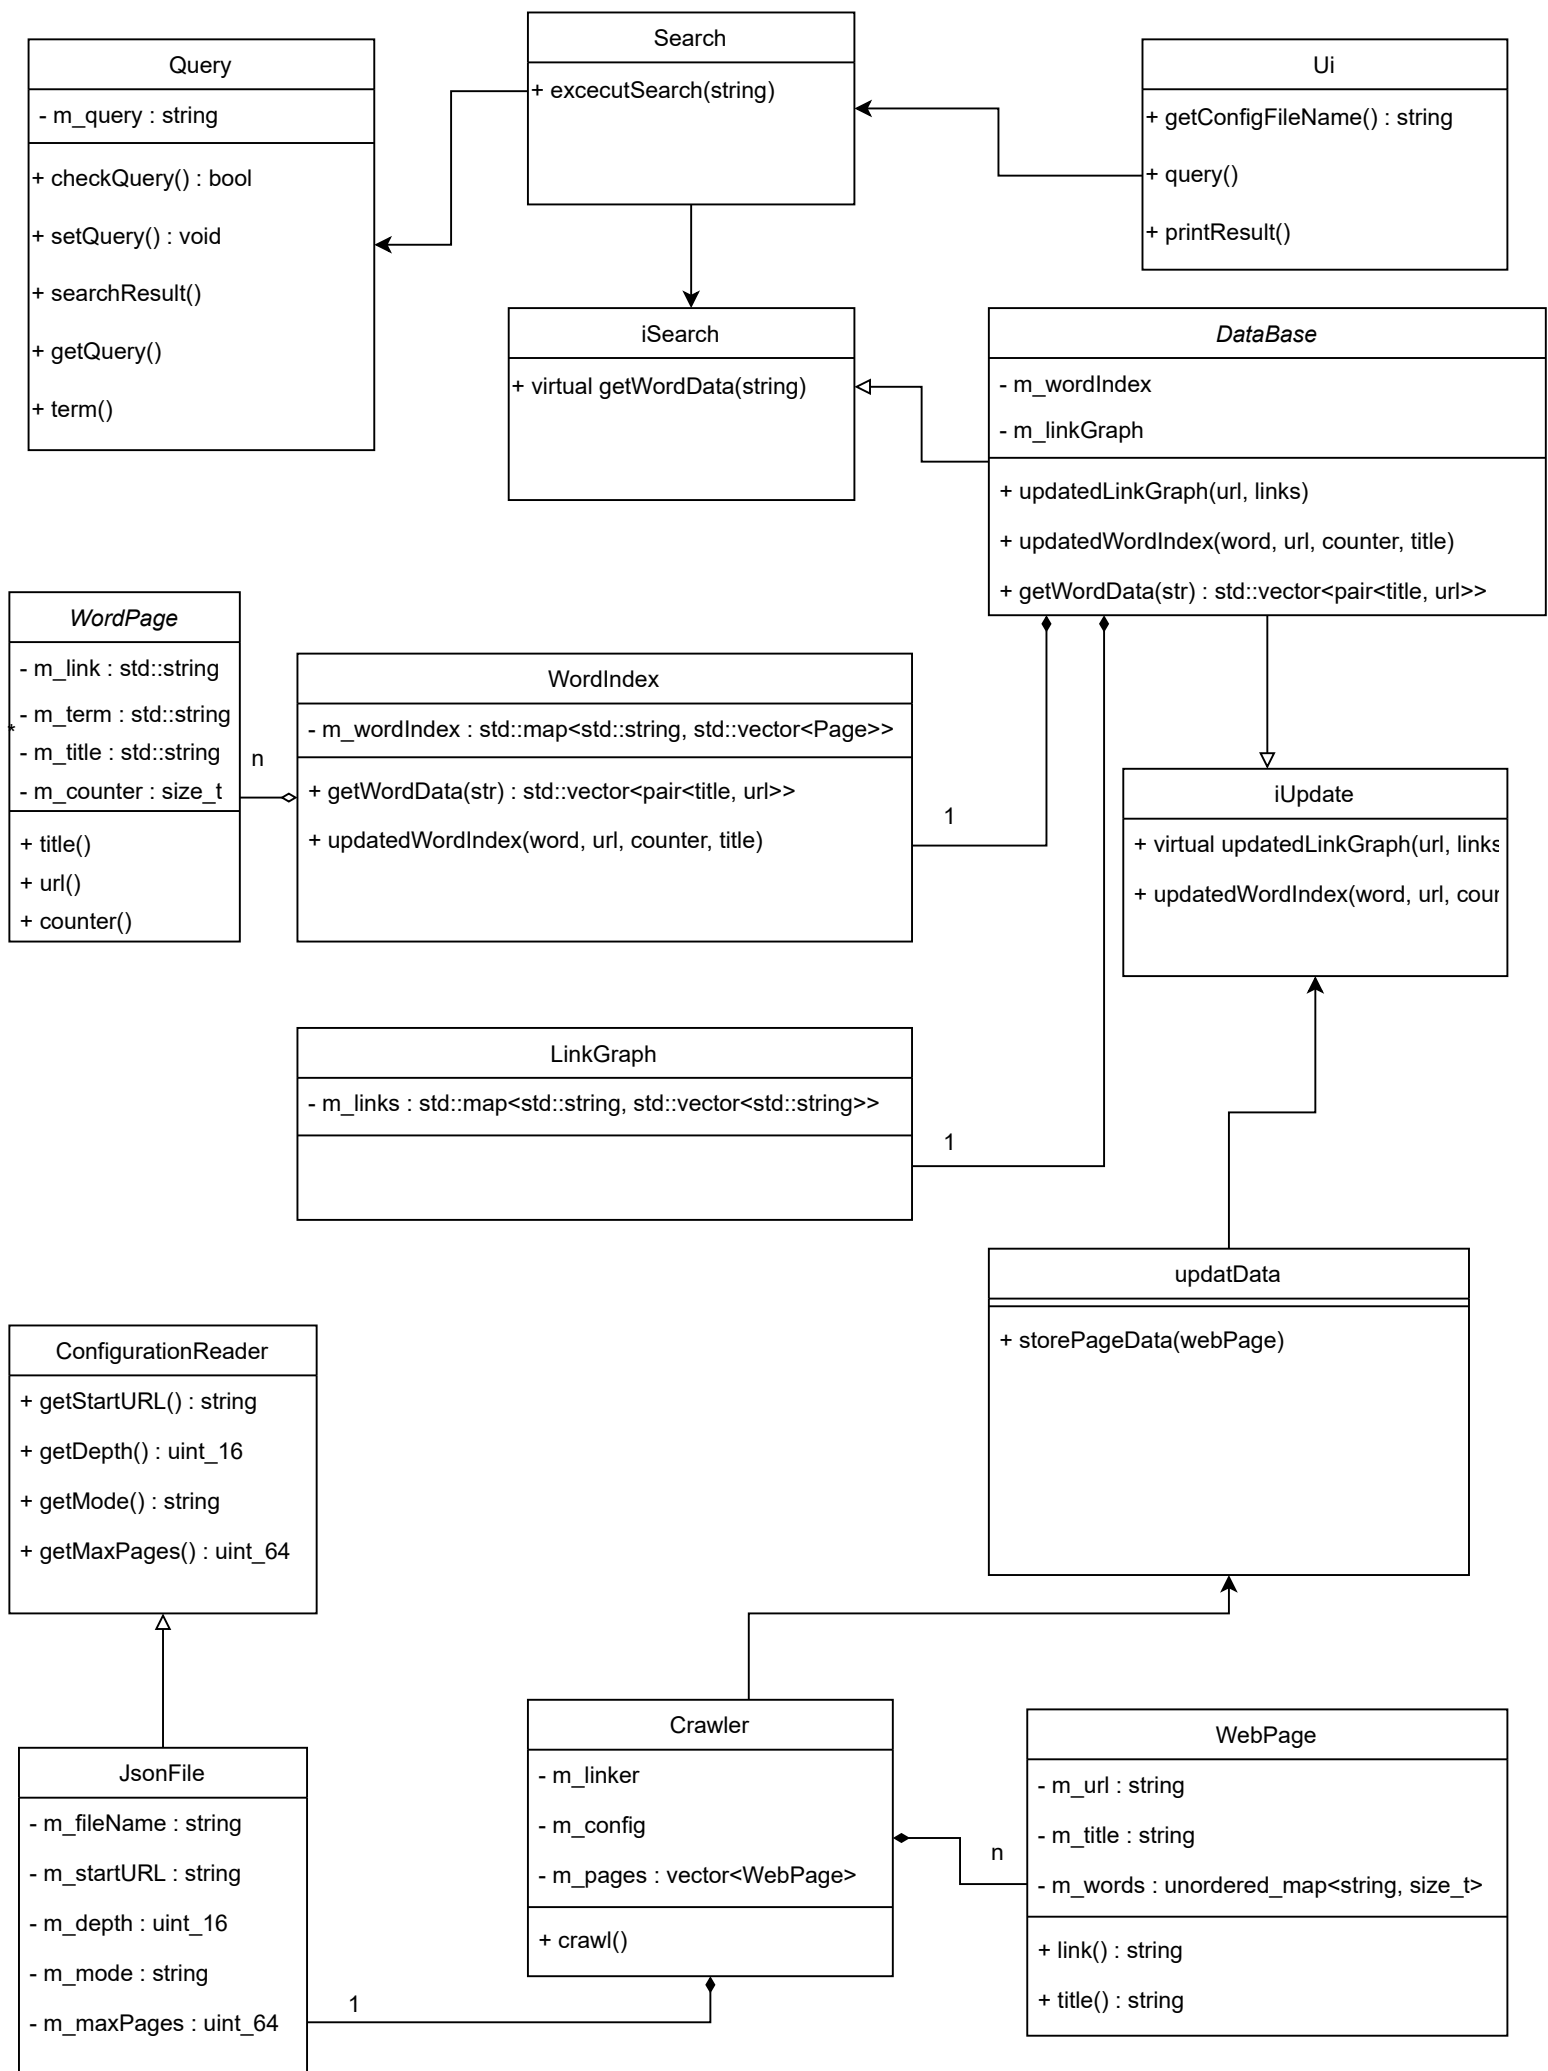 Query
- m_query : string
+ checkQuery() : bool
+ setQuery() : void
+ searchResult()
+ getQuery()
+ term()
Search
+ excecutSearch(string)
Ui
+ getConfigFileName() : string
+ query()
+ printResult()
iSearch
+ virtual getWordData(string)
DataBase
- m_wordIndex
- m_linkGraph
+ updatedLinkGraph(url, links)
+ updatedWordIndex(word, url, counter, title)
+ getWordData(str) : std::vector<pair<title, url>>
WordPage
- m_link : std::string
- m_term : std::string
*
- m_title : std::string
- m_counter : size_t
+ title()
+ url()
+ counter()
n
WordIndex
- m_wordIndex : std::map<std::string, std::vector<Page>>
+ getWordData(str) : std::vector<pair<title, url>>
+ updatedWordIndex(word, url, counter, title)
1
iUpdate
+ virtual updatedLinkGraph(url, links
+ updatedWordIndex(word, url, cour
LinkGraph
- m_links : std::map<std::string, std::vector<std::string>>
1
updatData
+ storePageData(webPage)
ConfigurationReader
+ getStartURL() : string
+ getDepth() : uint_16
+ getMode() : string
+ getMaxPages() : uint_64
JsonFile
- m_fileName : string
- m_startURL : string
- m_depth : uint_16
- m_mode : string
- m_maxPages : uint_64
1
Crawler
- m_linker
- m_config
- m_pages : vector<WebPage>
+ crawl()
n
WebPage
- m_url : string
- m_title : string
- m_words : unordered_map<string, size_t>
+ link() : string
+ title() : string